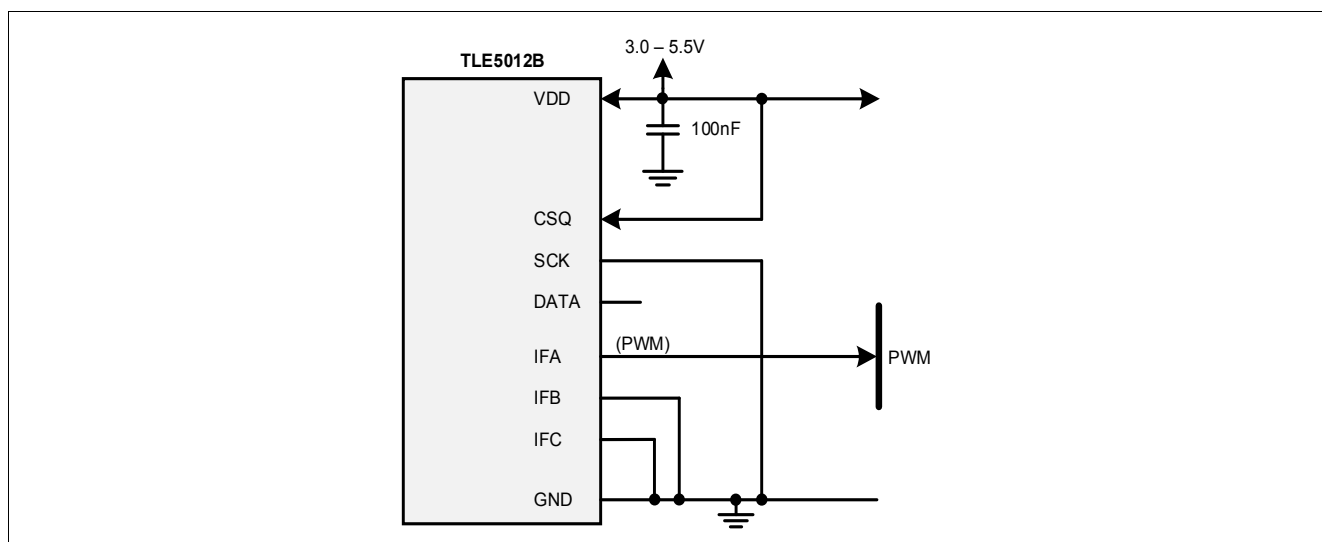 3.0 – 5.5V
TLE5012B
VDD
100nF
CSQ
SCK
DATA
IFA
(PWM)
PWM
IFB
IFC
GND